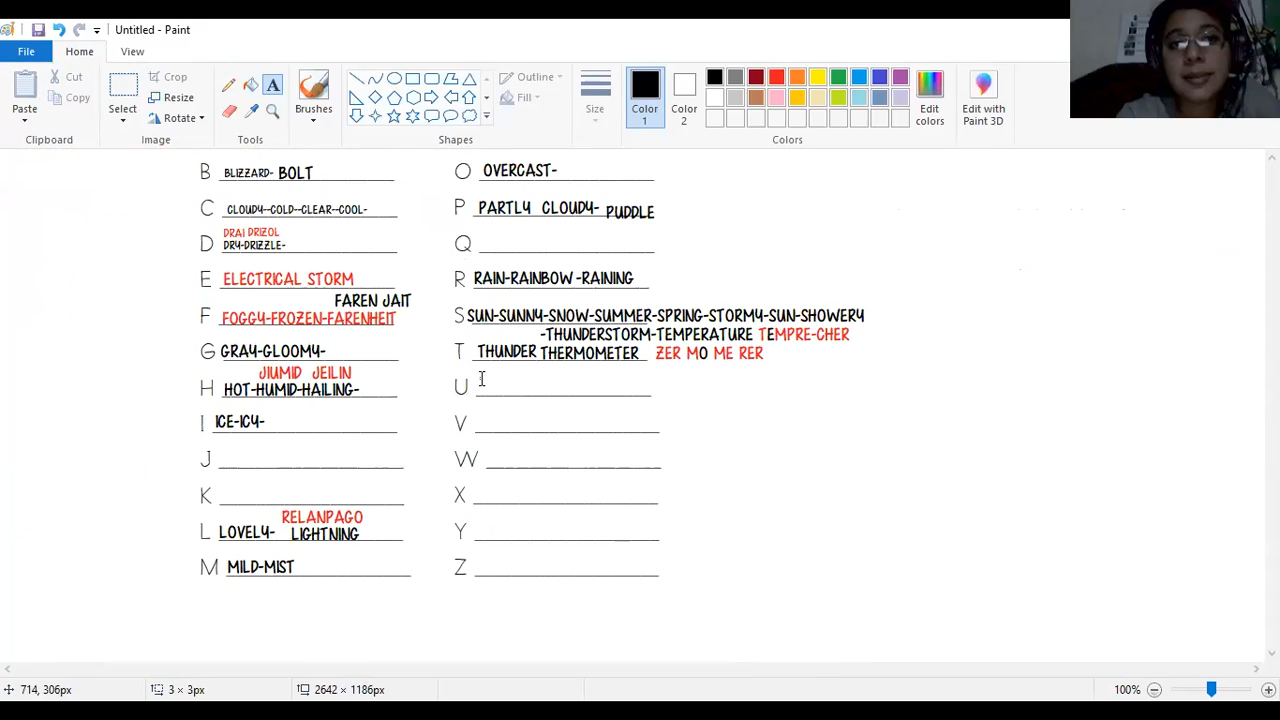 Untitled - Paint
File Home View
Paste Cut Copy
Clipboard
Select Crop Resize Rotate
Image
Tools
Brushes
Shapes
Outline Fill
Size
Color 1 Color 2
Edit colors
Colors
Edit with Paint 3D
B BLIZZARD- BOLT
C CLOUDY--COLD--CLEAR--COOL-
DRAI DRIZOL
D DRY-DRIZZLE-
E ELECTRICAL STORM
FAREN JAIT
F FOGGY-FROZEN-FARENHEIT
G GRAY-GLOOMY-
JIUMID JEILIN
H HOT-HUMID-HAILING-
I ICE-ICY-
J
K
RELANPAGO
L LOVELY- LIGHTNING
M MILD-MIST
O OVERCAST-
P PARTLY CLOUDY- PUDDLE
Q
R RAIN-RAINBOW -RAINING
S SUN-SUNNY-SNOW-SUMMER-SPRING-STORMY-SUN-SHOWERY
-THUNDERSTORM-TEMPERATURE TEMPRE-CHER
T THUNDER THERMOMETER ZER MO ME RER
U
V
W
X
Y
Z
714, 306px 3 × 3px 2642 × 1186px 100%